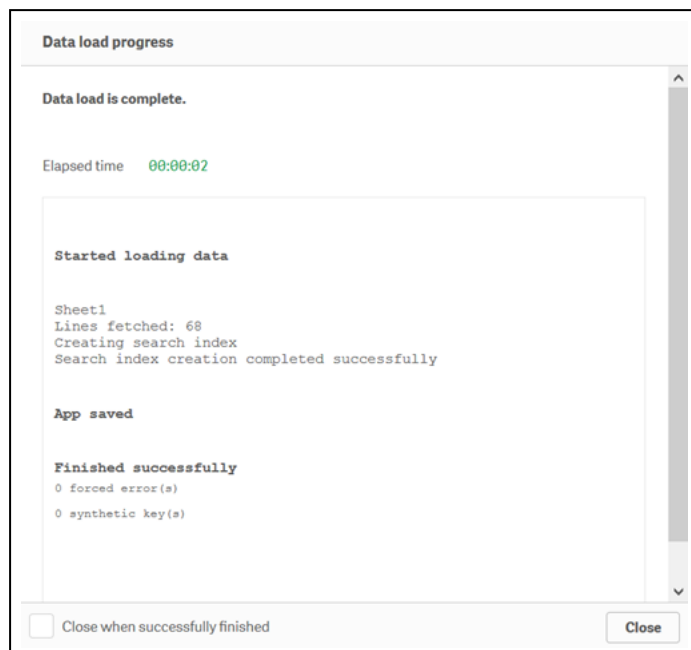 Data load progress
Data load is complete.
Elapsed time 00:00:02
Started loading data
Sheet1
Lines fetched: 68
Creating search index
Search index creation completed successfully
App saved
Finished successfully
0 forced error(s)
0 synthetic key(s)
Close when successfully finished
Close